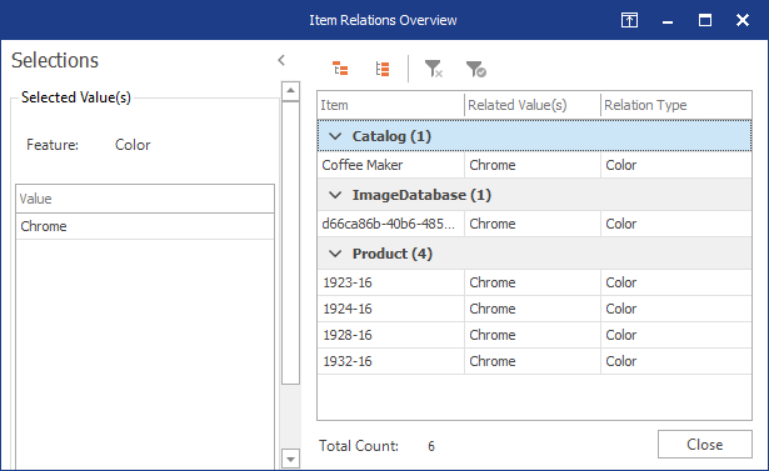 Item Relations Overview
Selections
Selected Value(s)
Feature: Color
Value
Chrome
Item Related Value(s) Relation Type
Catalog (1)
Coffee Maker Chrome Color
ImageDatabase (1)
d66ca86b-40b6-485... Chrome Color
Product (4)
1923-16 Chrome Color
1924-16 Chrome Color
1928-16 Chrome Color
1932-16 Chrome Color
Total Count: 6
Close